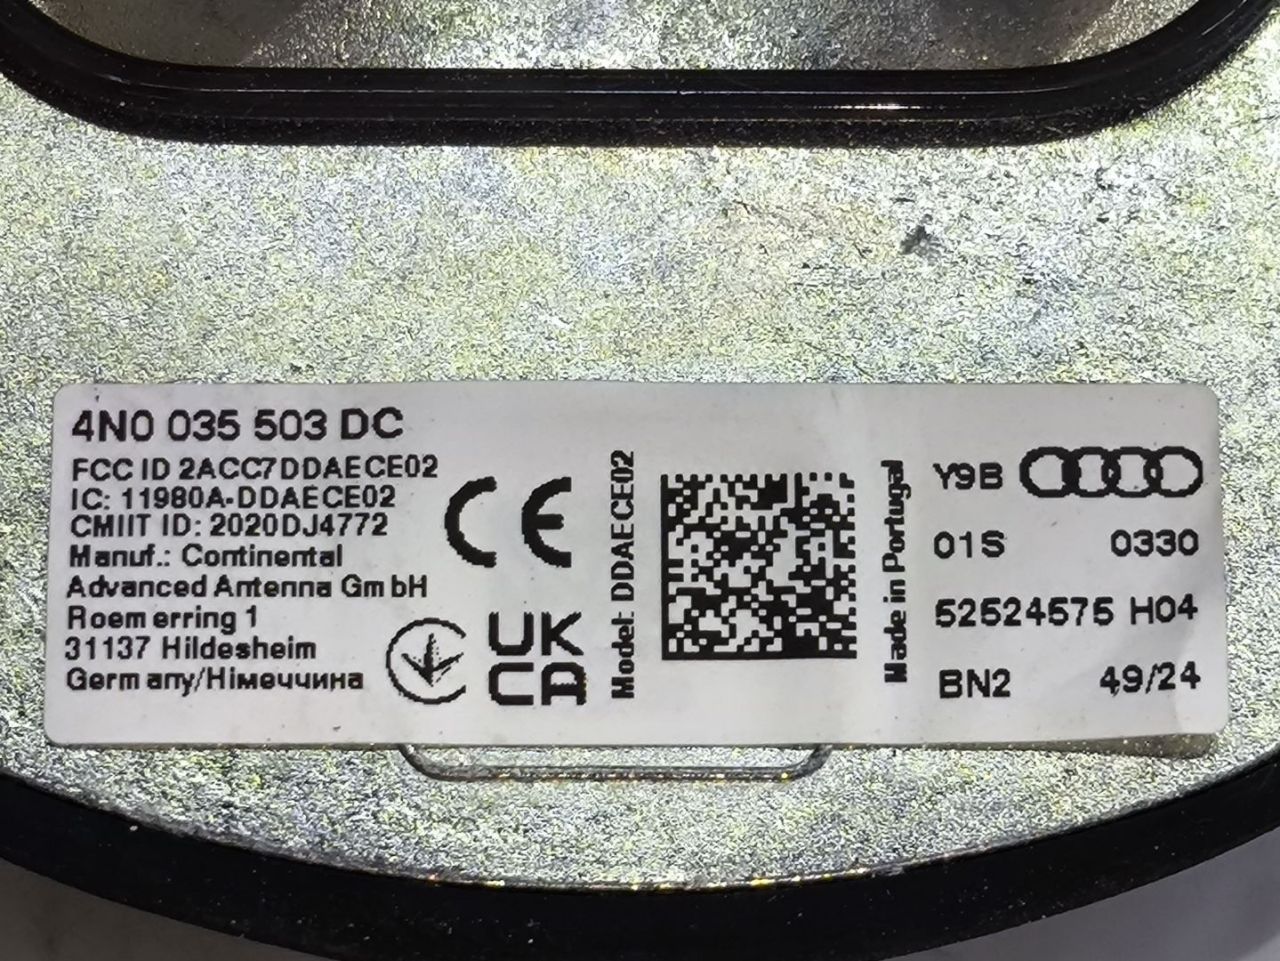 4N0 035 503 DC
FCC ID 2ACC7DDAECE02
IC: 11980A-DDAECE02
CMIIT ID: 2020DJ4772
Manuf.: Continental
Advanced Antenna GmbH
Roemerring 1
31137 Hildesheim
Germany/Німеччина
CE
UK
CA
Model: DDAECE02
Made in Portugal
Y9B
01S 0330
52524575 H04
BN2 49/24